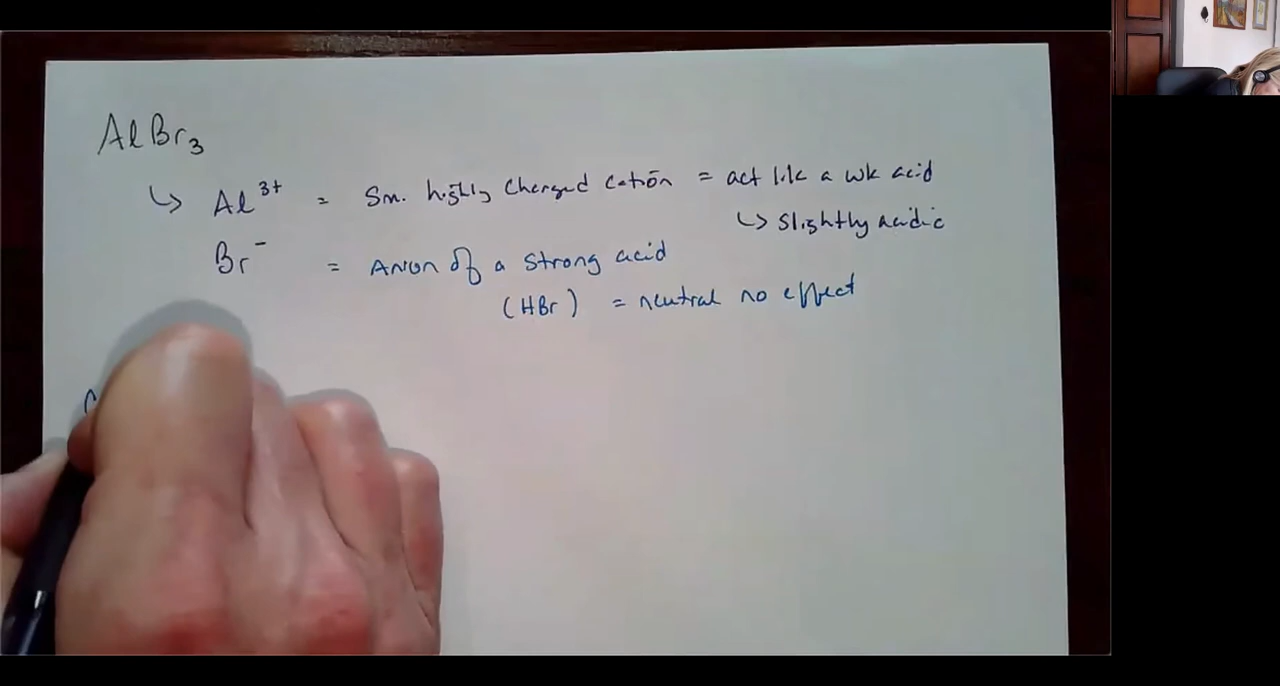 AlBr₃
↳ Al³⁺ = Sm. highly charged cation = act like a wk acid
↳ slightly acidic
Br⁻ = Anion of a strong acid
(HBr) = neutral no effect